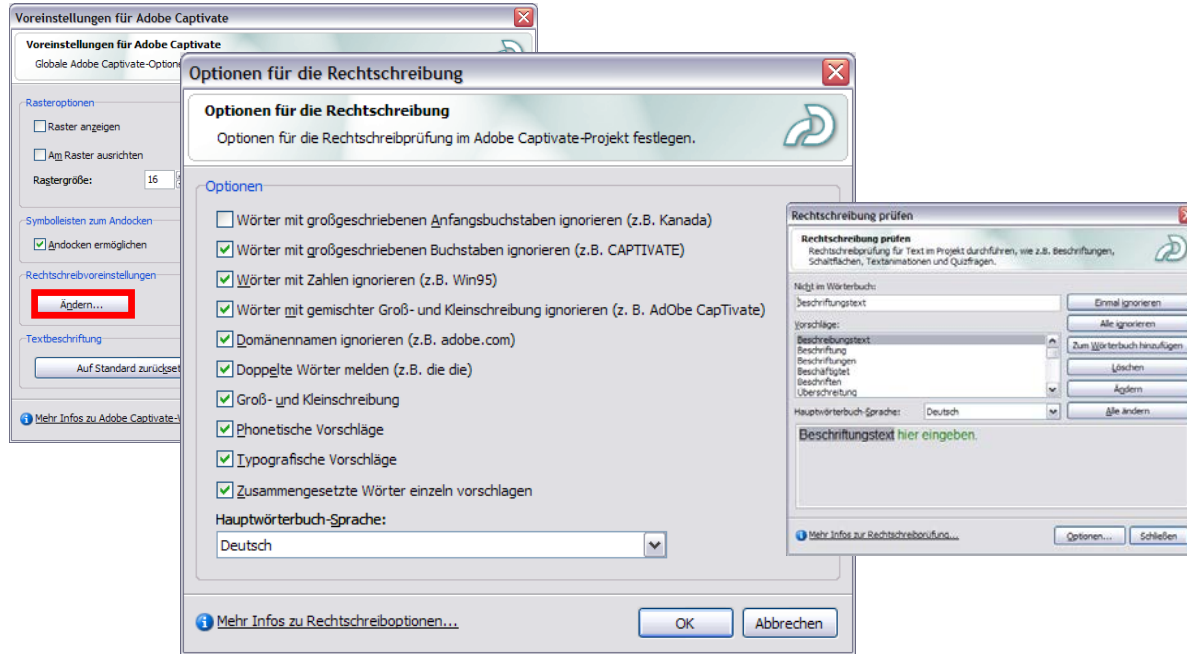 Voreinstellungen für Adobe Captivate
Voreinstellungen für Adobe Captivate
Globale Adobe Captivate-Option
Rasteroptionen
Raster anzeigen
Am Raster ausrichten
Rastergröße: 16
Symbolleisten zum Andocken
Andocken ermöglichen
Rechtschreibvoreinstellungen
Ändern...
Textbeschriftung
Auf Standard zurückset
Mehr Infos zu Adobe Captivate-
Optionen für die Rechtschreibung
Optionen für die Rechtschreibung
Optionen für die Rechtschreibprüfung im Adobe Captivate-Projekt festlegen.
Optionen
Wörter mit großgeschriebenen Anfangsbuchstaben ignorieren (z.B. Kanada)
Wörter mit großgeschriebenen Buchstaben ignorieren (z.B. CAPTIVATE)
Wörter mit Zahlen ignorieren (z.B. Win95)
Wörter mit gemischter Groß- und Kleinschreibung ignorieren (z. B. AdObe CapTivate)
Domänennamen ignorieren (z.B. adobe.com)
Doppelte Wörter melden (z.B. die die)
Groß- und Kleinschreibung
Phonetische Vorschläge
Typografische Vorschläge
Zusammengesetzte Wörter einzeln vorschlagen
Hauptwörterbuch-Sprache:
Deutsch
Mehr Infos zu Rechtschreiboptionen...
OK
Abbrechen
Rechtschreibung prüfen
Rechtschreibung prüfen
Rechtschreibprüfung für Text im Projekt durchführen, wie z.B. Beschriftungen,
Schaltflächen, Textanimationen und Quizfragen.
Nicht im Wörterbuch:
Beschriftungstext
Einmal ignorieren
Vorschläge:
Alle ignorieren
Beschreibungstext
Beschriftung
Beschriftungen
Beschäftigtet
Beschriften
Überschreitung
Zum Wörterbuch hinzufügen
Löschen
Ändern
Hauptwörterbuch-Sprache: Deutsch
Alle ändern
Beschriftungstext hier eingeben.
Mehr Infos zur Rechtschreibprüfung...
Optionen...
Schließen